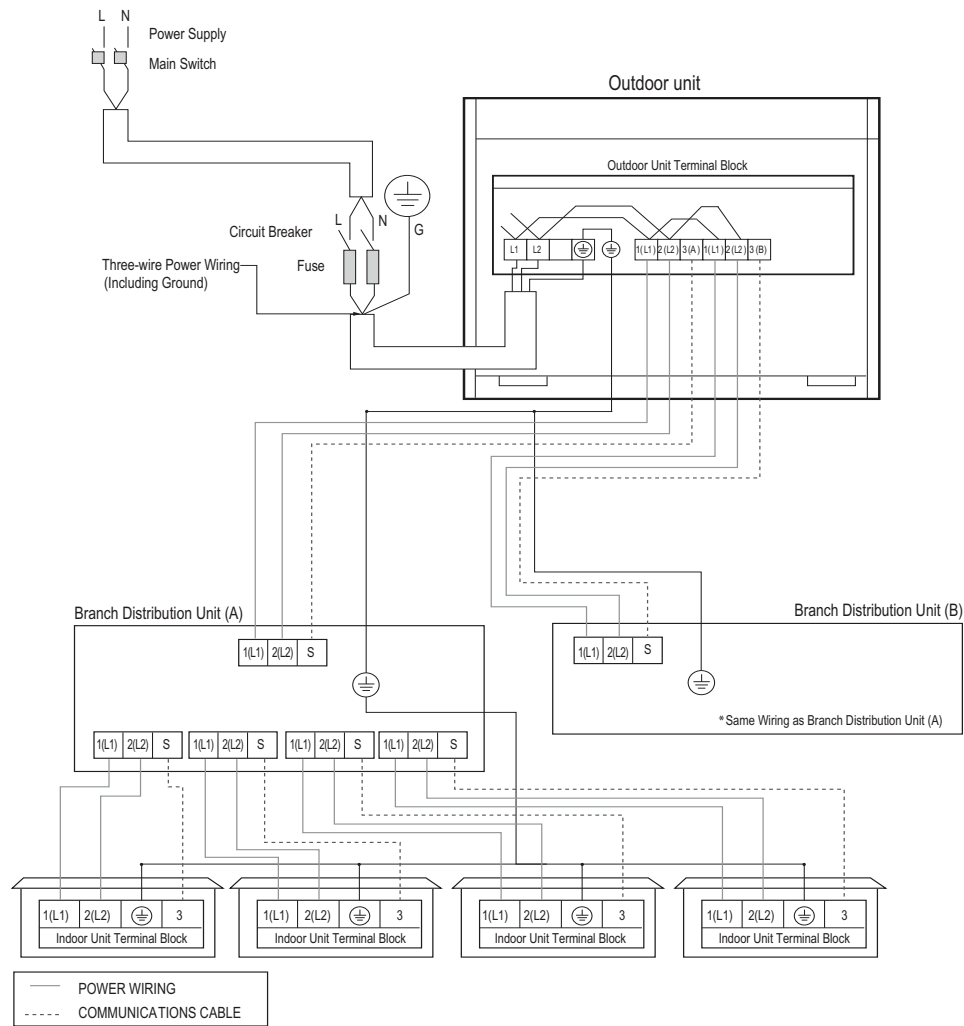 L N
Power Supply
Main Switch
Outdoor unit
Outdoor Unit Terminal Block
L N
G
Circuit Breaker
Fuse
Three-wire Power Wiring
(Including Ground)
L1 L2
1(L1) 2(L2) 3(A) 1(L1) 2(L2) 3(B)
Branch Distribution Unit (A)
1(L1) 2(L2) S
Branch Distribution Unit (B)
1(L1) 2(L2) S
*Same Wiring as Branch Distribution Unit (A)
1(L1) 2(L2) S 1(L1) 2(L2) S 1(L1) 2(L2) S 1(L1) 2(L2) S
1(L1) 2(L2) 3
Indoor Unit Terminal Block
1(L1) 2(L2) 3
Indoor Unit Terminal Block
1(L1) 2(L2) 3
Indoor Unit Terminal Block
1(L1) 2(L2) 3
Indoor Unit Terminal Block
POWER WIRING
COMMUNICATIONS CABLE